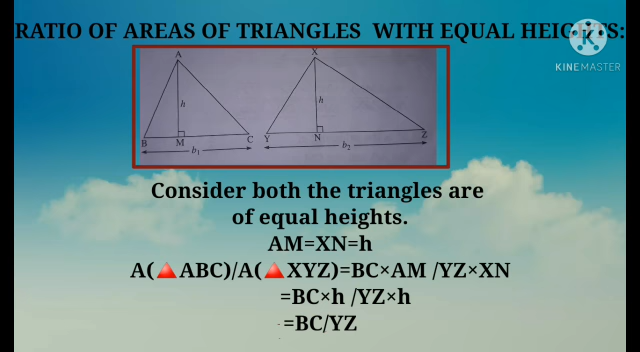 RATIO OF AREAS OF TRIANGLES WITH EQUAL HEIGHTS:
KINEMASTER
A
X
h
h
B
M
C
Y
N
Z
b₁
b₂
Consider both the triangles are
of equal heights.
AM=XN=h
A(🔺ABC)/A(🔺XYZ)=BC×AM /YZ×XN
=BC×h /YZ×h
=BC/YZ